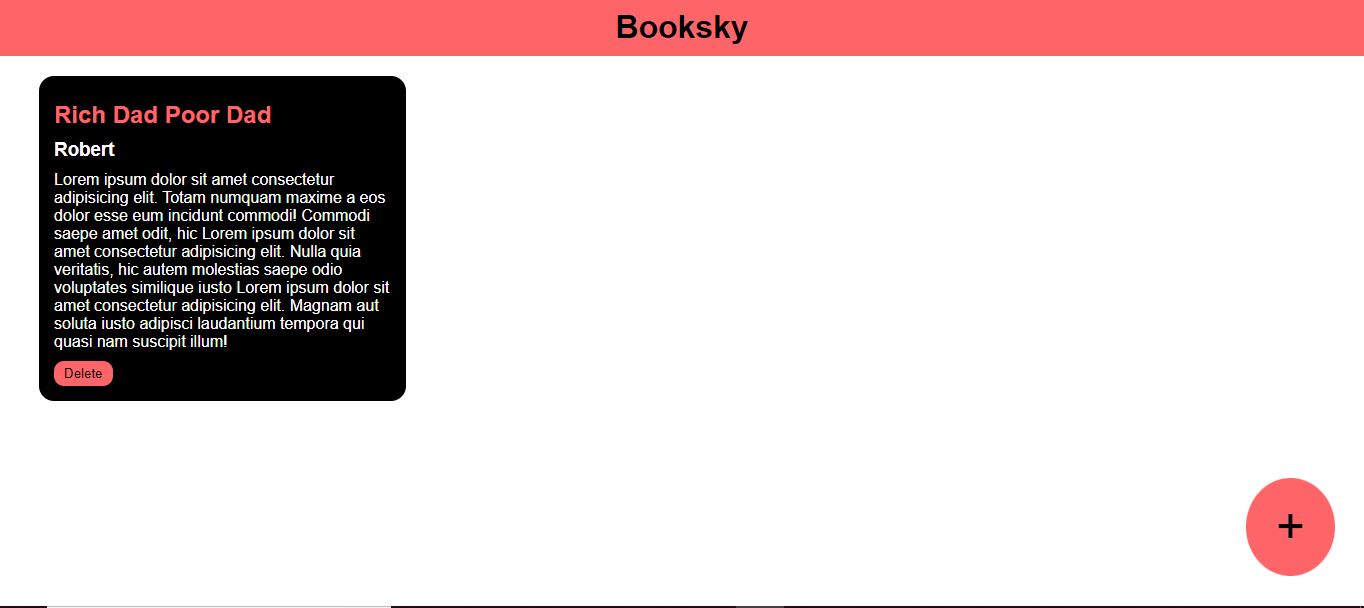 Booksky
Rich Dad Poor Dad
Robert
Lorem ipsum dolor sit amet consectetur
adipisicing elit. Totam numquam maxime a eos
dolor esse eum incidunt commodi! Commodi
saepe amet odit, hic Lorem ipsum dolor sit
amet consectetur adipisicing elit. Nulla quia
veritatis, hic autem molestias saepe odio
voluptates similique iusto Lorem ipsum dolor sit
amet consectetur adipisicing elit. Magnam aut
soluta iusto adipisci laudantium tempora qui
quasi nam suscipit illum!
Delete
+